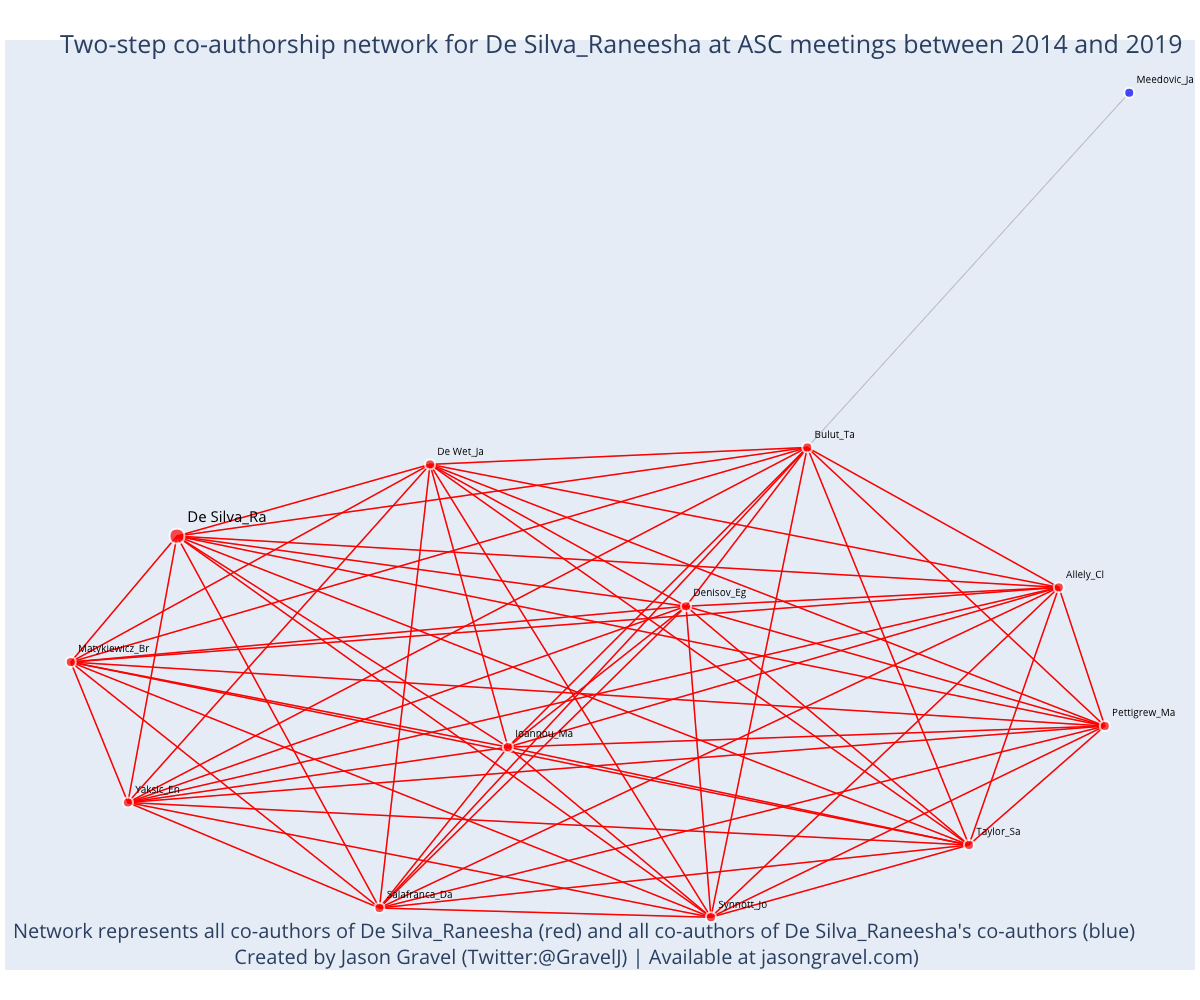 Two-step co-authorship network for De Silva_Raneesha at ASC meetings between 2014 and 2019
Meedovic_Ja
Bulut_Ta
De Wet_Ja
De Silva_Ra
Allely_Cl
Denisov_Eg
Matykiewicz_Br
Pettigrew_Ma
Ioannou_Ma
Yaksic_En
Taylor_Sa
Salafranca_Da
Synnott_Jo
Network represents all co-authors of De Silva_Raneesha (red) and all co-authors of De Silva_Raneesha's co-authors (blue)
Created by Jason Gravel (Twitter:@GravelJ) | Available at jasongravel.com)